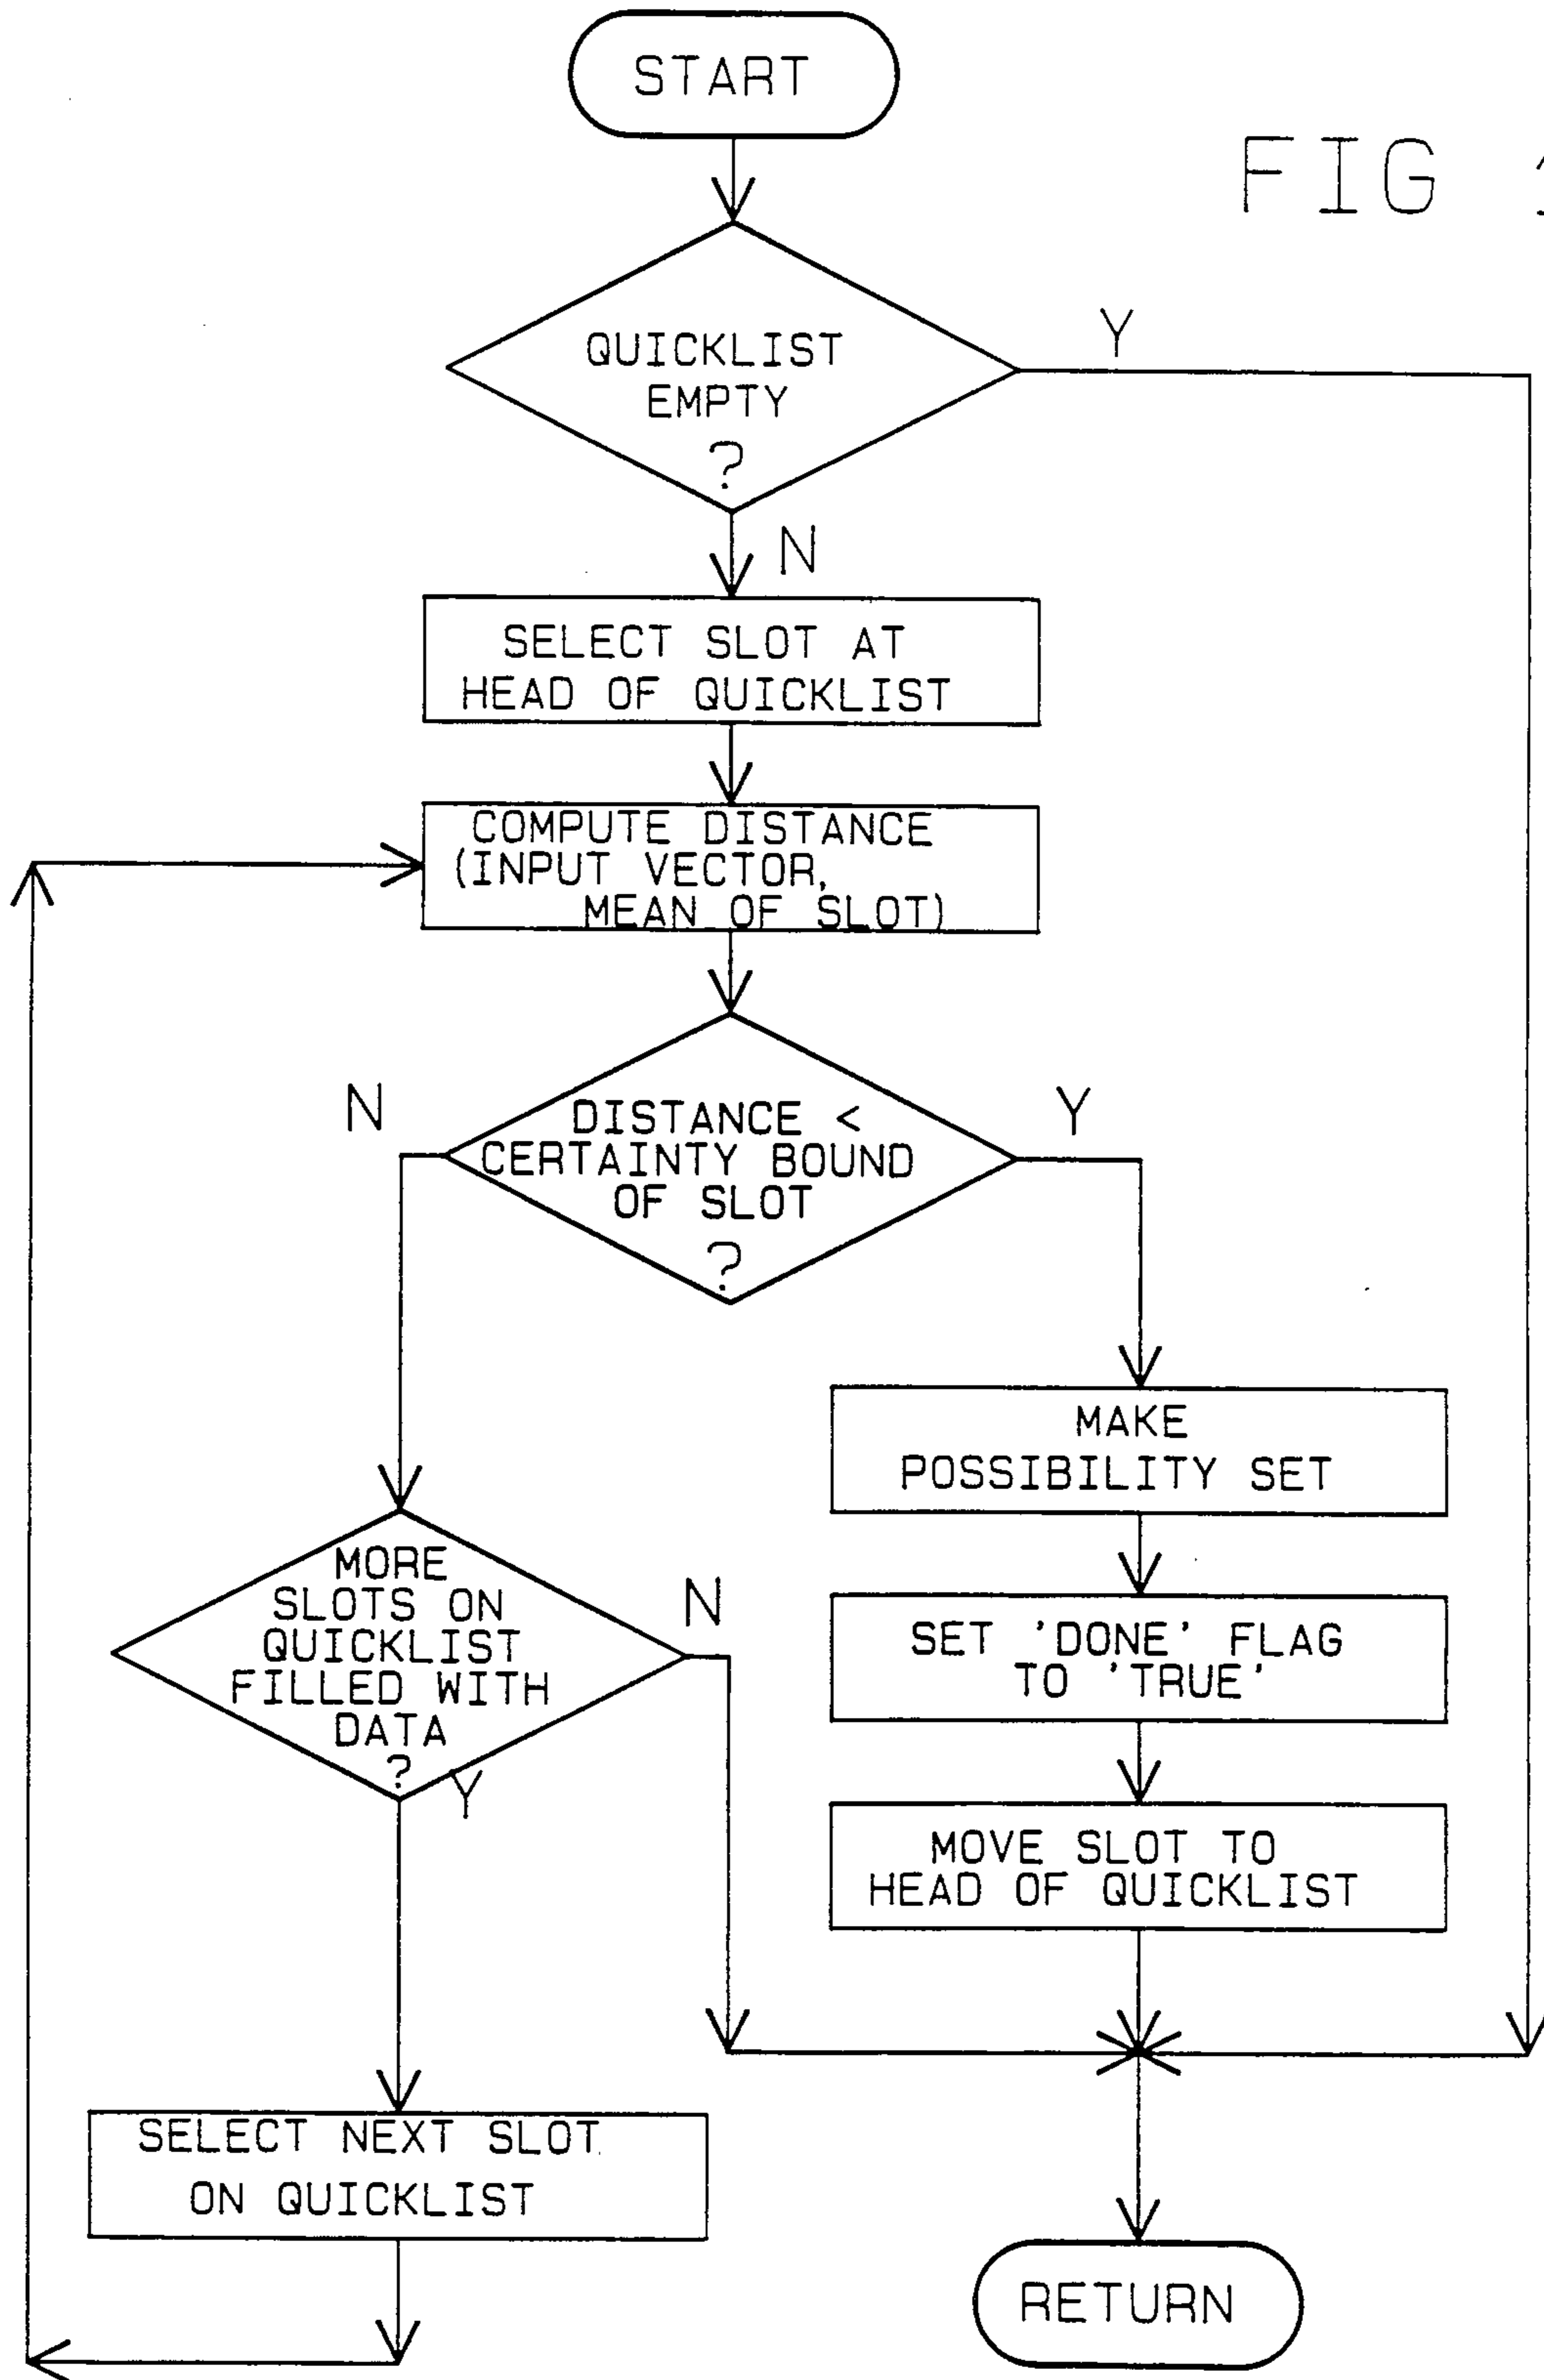 START
FIG
QUICKLIST
EMPTY
?
Y
N
SELECT SLOT AT
HEAD OF QUICKLIST
COMPUTE DISTANCE
(INPUT VECTOR,
MEAN OF SLOT)
N
DISTANCE <
CERTAINTY BOUND
OF SLOT
?
Y
MAKE
POSSIBILITY SET
MORE
SLOTS ON
QUICKLIST
FILLED WITH
DATA
?
N
Y
SET 'DONE' FLAG
TO 'TRUE'
MOVE SLOT TO
HEAD OF QUICKLIST
SELECT NEXT SLOT
ON QUICKLIST
RETURN